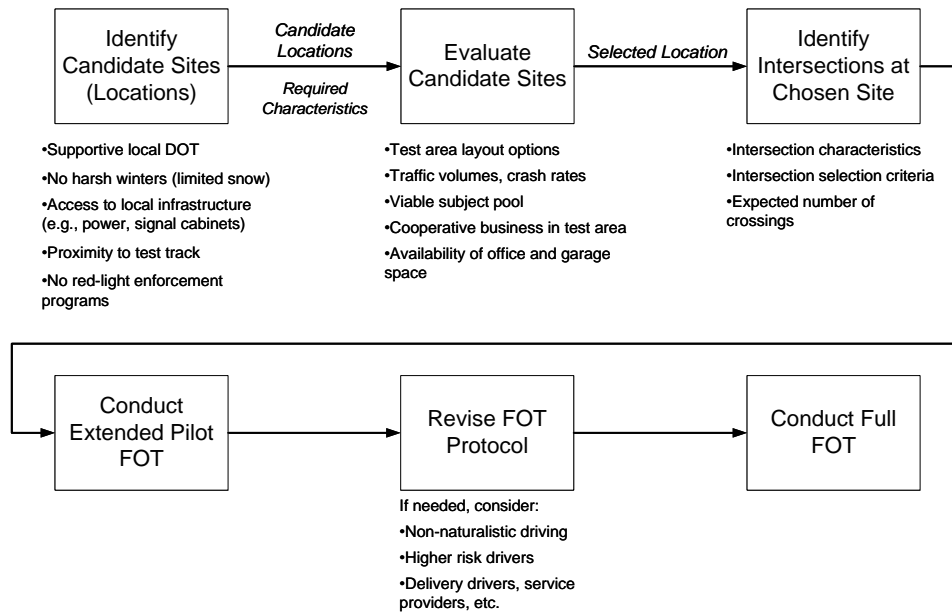 Identify
Candidate Sites
(Locations)
Candidate
Locations
Required
Characteristics
Evaluate
Candidate Sites
Selected Location
Identify
Intersections at
Chosen Site
•Supportive local DOT
•No harsh winters (limited snow)
•Access to local infrastructure
(e.g., power, signal cabinets)
•Proximity to test track
•No red-light enforcement
programs
•Test area layout options
•Traffic volumes, crash rates
•Viable subject pool
•Cooperative business in test area
•Availability of office and garage
space
•Intersection characteristics
•Intersection selection criteria
•Expected number of
crossings
Conduct
Extended Pilot
FOT
Revise FOT
Protocol
Conduct Full
FOT
If needed, consider:
•Non-naturalistic driving
•Higher risk drivers
•Delivery drivers, service
providers, etc.